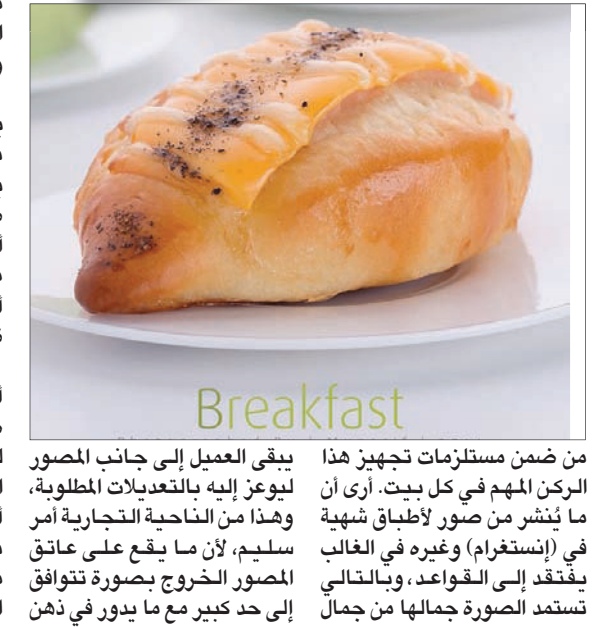 Breakfast
من ضمن مستلزمات تجهيز هذا
الركن المهم في كل بيت. أرى أن
ما يُنشر من صور لأطباق شهية
في (إنستغرام) وغيره في الغالب
يفتقد إلى القواعد، وبالتالي
تستمد الصورة جمالها من جمال
يبقى العميل إلى جانب المصور
ليوعز إليه بالتعديلات المطلوبة،
وهذا من الناحية التجارية أمر
سليم، لأن ما يقع على عاتق
المصور الخروج بصورة تتوافق
إلى حد كبير مع ما يدور في ذهن